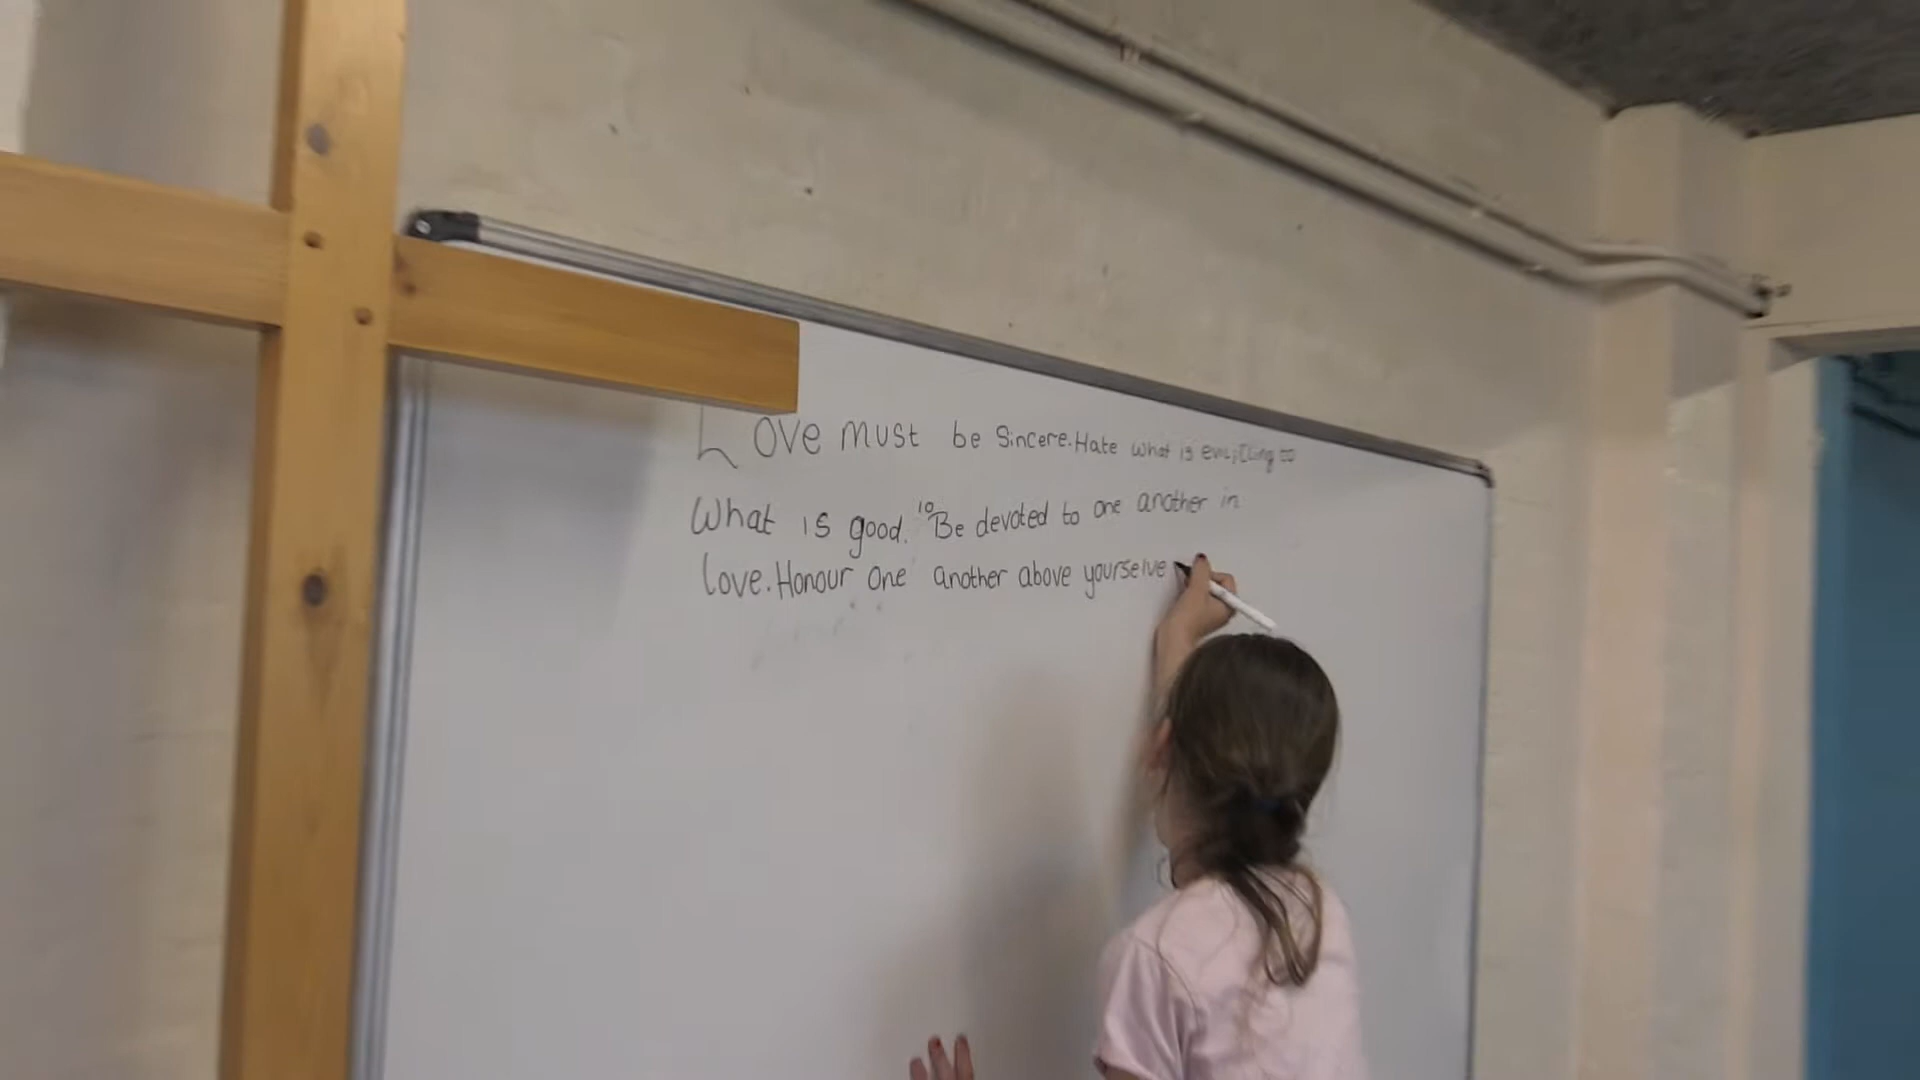 Love must be Sincere. Hate what is evil; Cling to
What is good. 10 Be devoted to one another in
love. Honour one another above yourselve